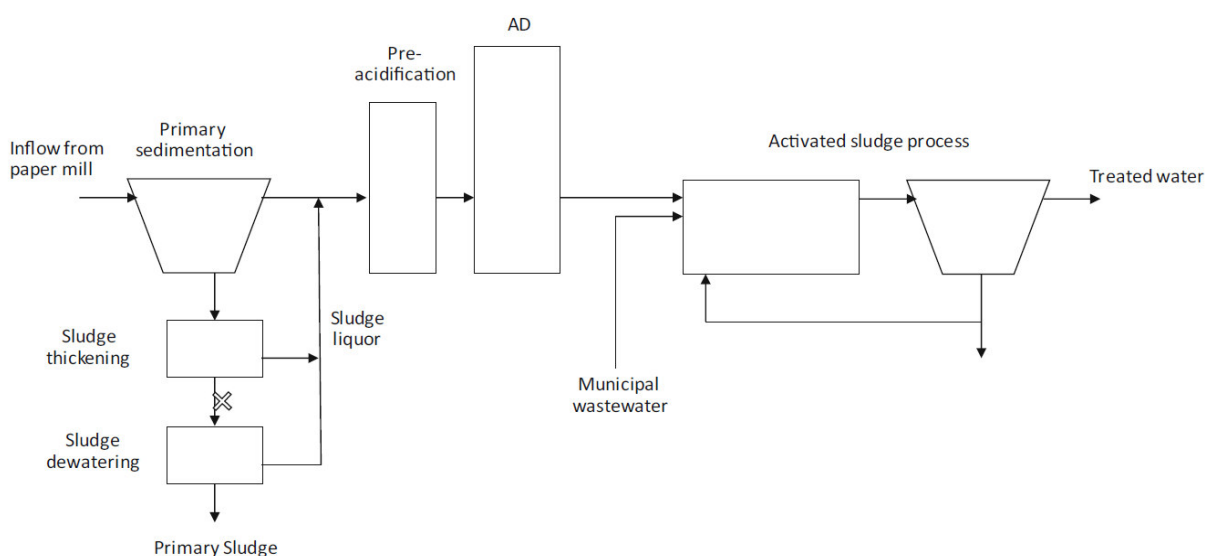 AD
Pre-
acidification
Primary
sedimentation
Inflow from
paper mill
Activated sludge process
Treated water
Sludge
thickening
Sludge
liquor
Municipal
wastewater
Sludge
dewatering
Primary Sludge